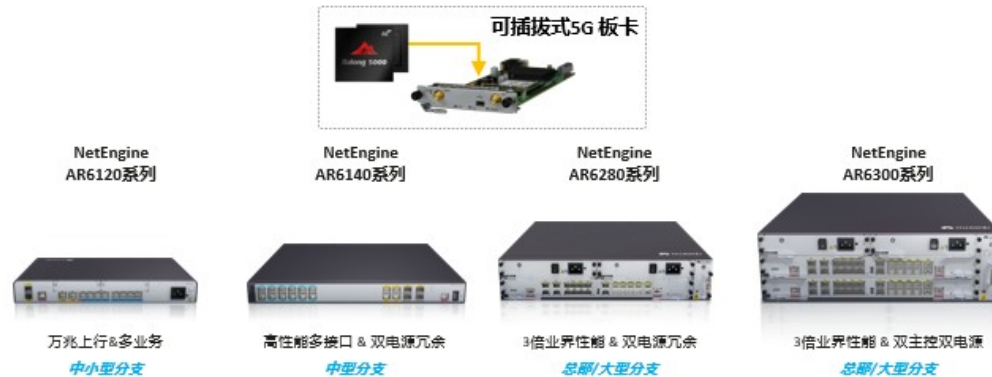 可插拔式5G 板卡
Balong 5000
NetEngine
AR6120系列
NetEngine
AR6140系列
NetEngine
AR6280系列
NetEngine
AR6300系列
万兆上行&多业务
高性能多接口 & 双电源冗余
3倍业界性能 & 双电源冗余
3倍业界性能 & 双主控双电源
中小型分支
中型分支
总部/大型分支
总部/大型分支